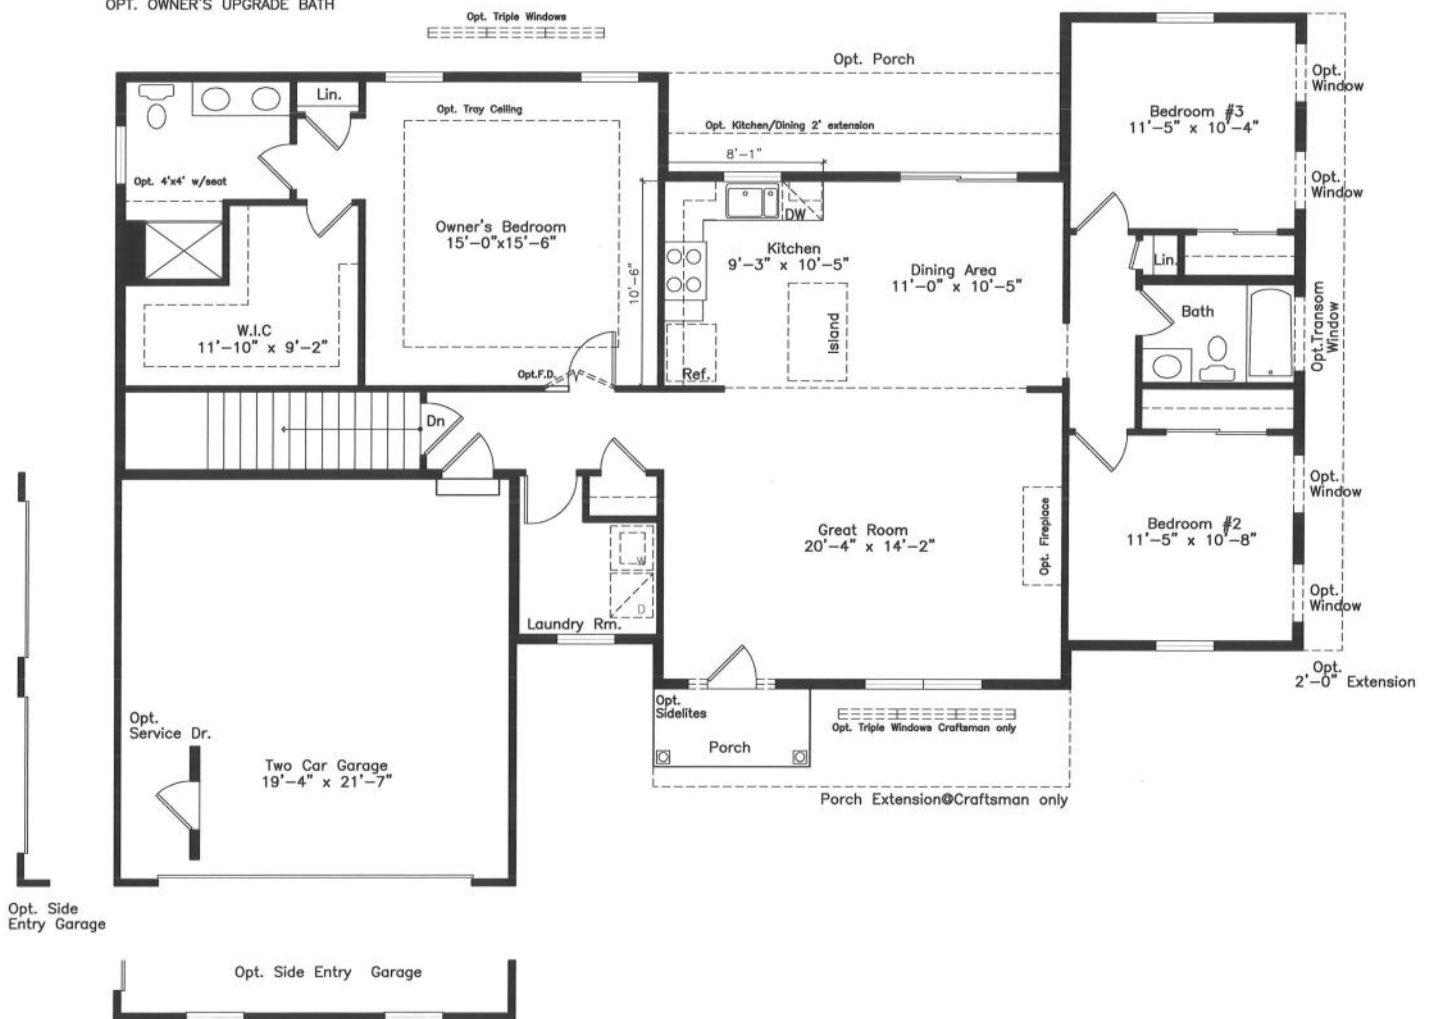 OPT. OWNER'S UPGRADE BATH
Opt. Triple Windows
Opt. Porch
Opt. Window
Lin.
Opt. Tray Ceiling
Opt. Kitchen/Dining 2' extension
Bedroom #3
11'-5" x 10'-4"
8'-1"
Opt. 4'x4' w/seat
Opt. Window
DW
Owner's Bedroom
15'-0"x15'-6"
Kitchen
9'-3" x 10'-5"
Dining Area
11'-0" x 10'-5"
Lin.
10'-6"
Bath
Opt.Transom
Window
W.I.C
11'-10" x 9'-2"
Island
Ref.
Opt.F.D.
Dn
Opt. Window
Great Room
20'-4" x 14'-2"
Opt. Fireplace
Bedroom #2
11'-5" x 10'-8"
W
D
Opt. Window
Laundry Rm.
Opt.
2'-0" Extension
Opt.
Sidelites
Opt.
Service Dr.
Opt. Triple Windows Craftsman only
Porch
Two Car Garage
19'-4" x 21'-7"
Porch Extension@Craftsman only
Opt. Side
Entry Garage
Opt. Side Entry Garage